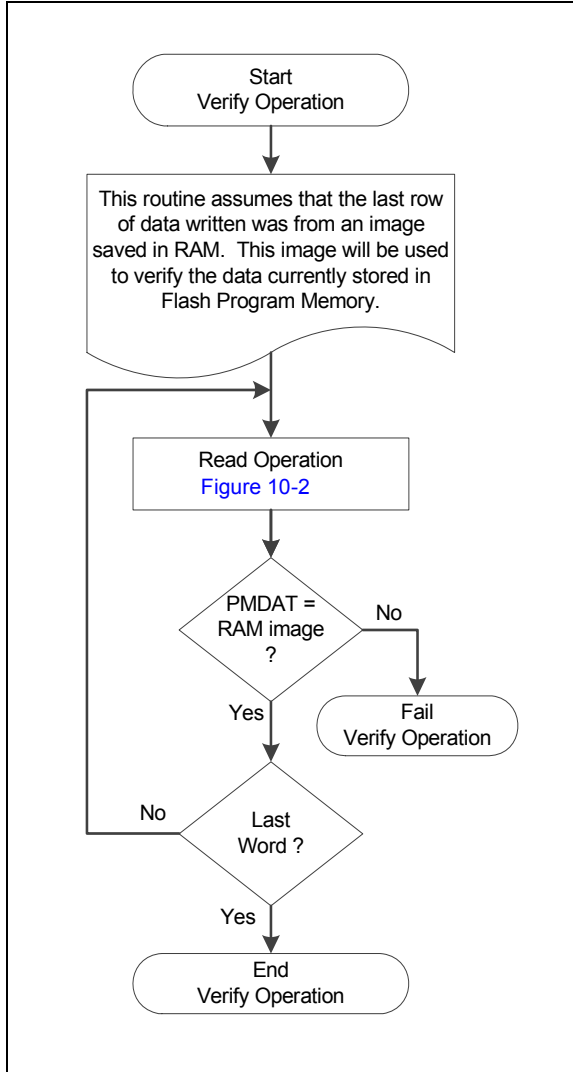 Start
Verify Operation
This routine assumes that the last row
of data written was from an image
saved in RAM.  This image will be used
to verify the data currently stored in
Flash Program Memory.
Read Operation
Figure 10-2
PMDAT =
RAM image
?
No
Yes
Fail
Verify Operation
No
Last
Word ?
Yes
End
Verify Operation